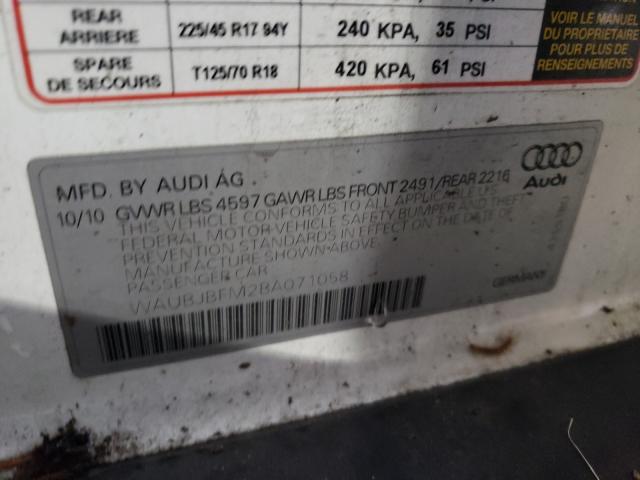 REAR 225/45 R17 94Y 240 KPA, 35 PSI
ARRIERE
SPARE T125/70 R18 420 KPA, 61 PSI
DE SECOURS
VOIR LE MANUEL
DU PROPRIETAIRE
POUR PLUS DE
RENSEIGNEMENTS
MFD. BY AUDI AG
10/10 GVWR LBS 4597 GAWR LBS FRONT 2491/REAR 2216
THIS VEHICLE CONFORMS TO ALL APPLICABLE U.S.
FEDERAL MOTOR VEHICLE SAFETY BUMPER AND THEFT
PREVENTION STANDARDS IN EFFECT ON THE DATE OF
MANUFACTURE SHOWN ABOVE.
PASSENGER CAR
WAUBJBFM2BA071058
Audi
GERMANY